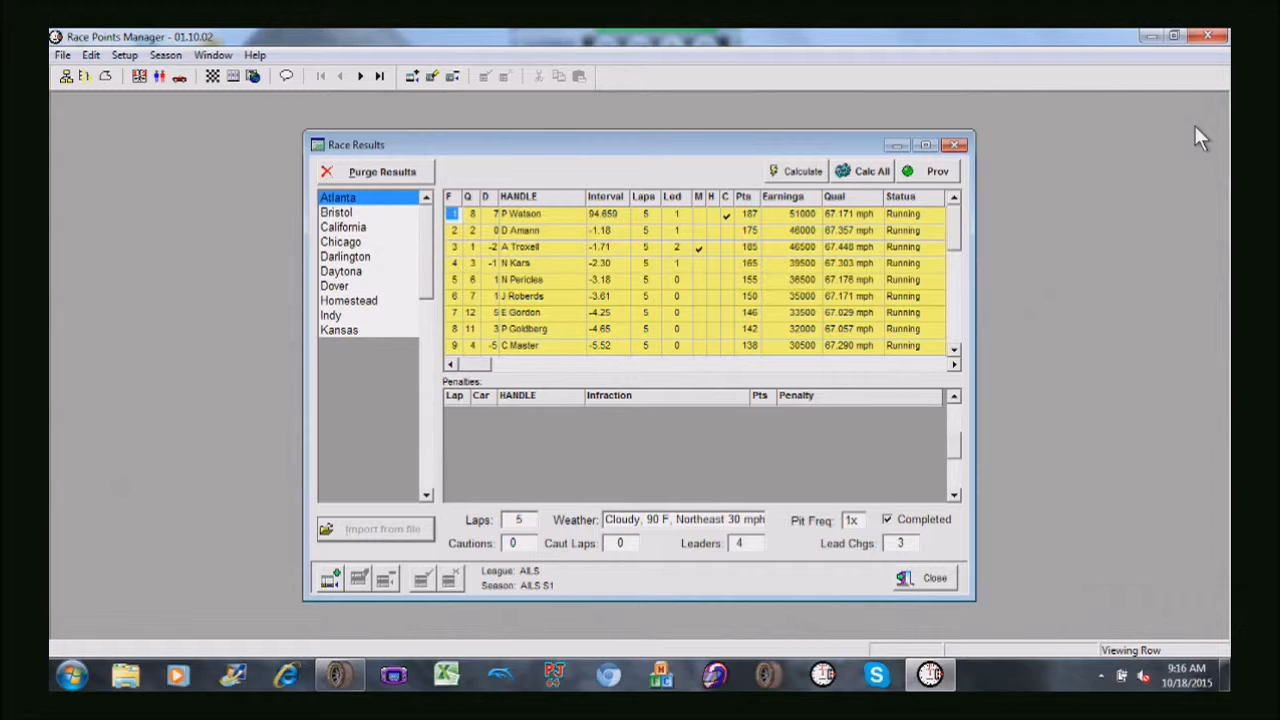 Race Points Manager - 01.10.02
File Edit Setup Season Window Help
Race Results
Purge Results
Calculate Calc All Prov
Atlanta
Bristol
California
Chicago
Darlington
Daytona
Dover
Homestead
Indy
Kansas
F Q D HANDLE Interval Laps Led M H C Pts Earnings Qual Status
1 8 7 P Watson 94.659 5 1 ✓ 187 51000 67.171 mph Running
2 2 0 D Amann -1.18 5 1 175 46000 67.357 mph Running
3 1 -2 A Troxell -1.71 5 2 ✓ 185 46500 67.448 mph Running
4 3 -1 N Kars -2.30 5 1 165 39500 67.303 mph Running
5 6 1 N Pericles -3.18 5 0 155 36500 67.176 mph Running
6 7 1 J Roberds -3.61 5 0 150 35000 67.171 mph Running
7 12 5 E Gordon -4.25 5 0 146 33500 67.029 mph Running
8 11 3 P Goldberg -4.65 5 0 142 32000 67.057 mph Running
9 4 -5 C Master -5.52 5 0 138 30500 67.290 mph Running
Penalties:
Lap Car HANDLE Infraction Pts Penalty
Import from file
Laps: 5 Weather: Cloudy, 90 F, Northeast 30 mph Pit Freq: 1x Completed
Cautions: 0 Caut Laps: 0 Leaders: 4 Lead Chgs: 3
League: AILS
Season: AILS S1
Close
Viewing Row
9:16 AM
10/18/2015